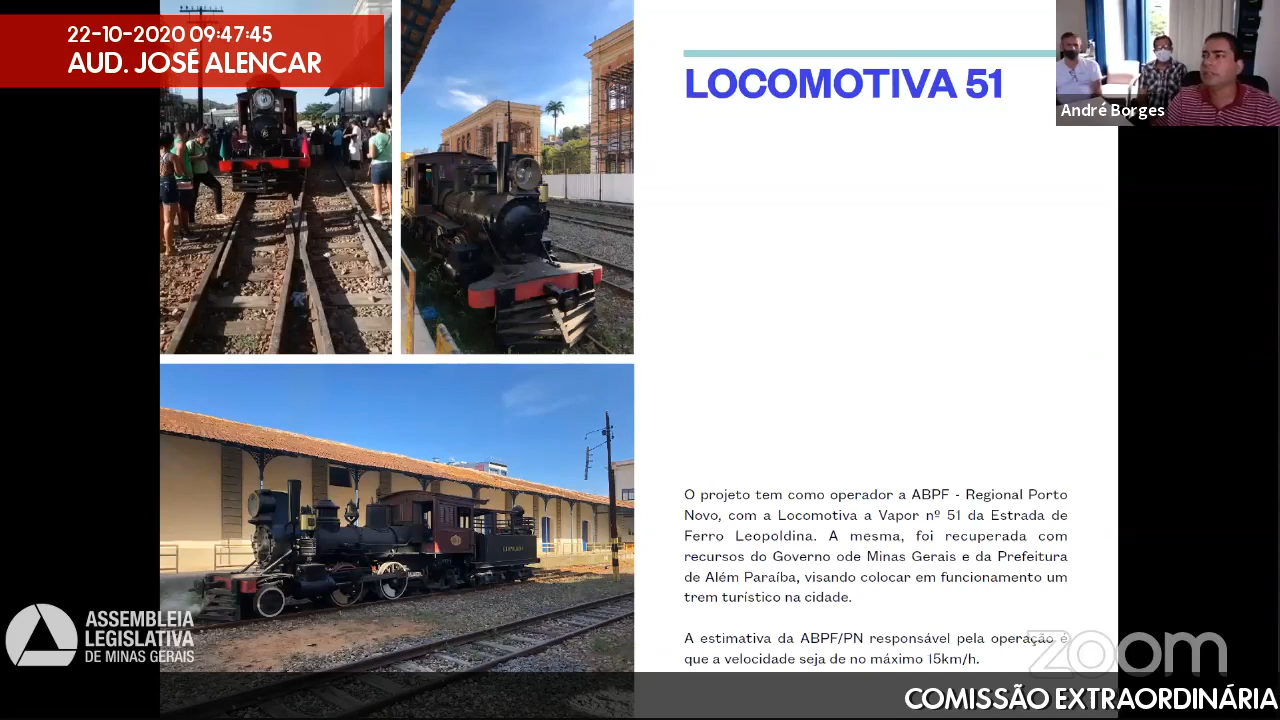 22-10-2020 09:47:45
AUD. JOSÉ ALENCAR
LOCOMOTIVA 51
André Borges
O projeto tem como operador a ABPF - Regional Porto
Novo, com a Locomotiva a Vapor nº 51 da Estrada de
Ferro Leopoldina. A mesma, foi recuperada com
recursos do Governo ode Minas Gerais e da Prefeitura
de Além Paraíba, visando colocar em funcionamento um
trem turístico na cidade.
A estimativa da ABPF/PN responsável pela operação é
que a velocidade seja de no máximo 15km/h.
ASSEMBLEIA
LEGISLATIVA
DE MINAS GERAIS
zoom
COMISSÃO EXTRAORDINÁRIA